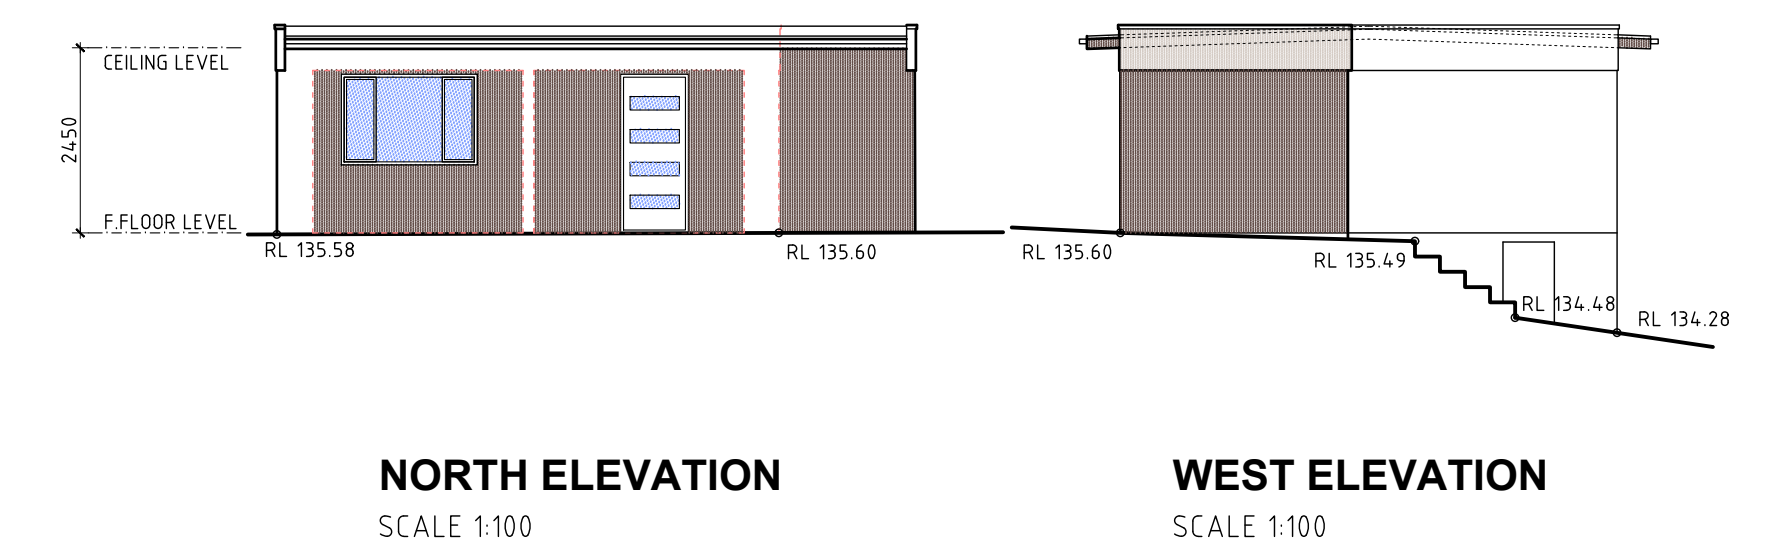 CEILING LEVEL
2450
F.FLOOR LEVEL
RL 135.58
RL 135.60
NORTH ELEVATION
SCALE 1:100
RL 135.60
RL 135.49
RL 134.48
RL 134.28
WEST ELEVATION
SCALE 1:100